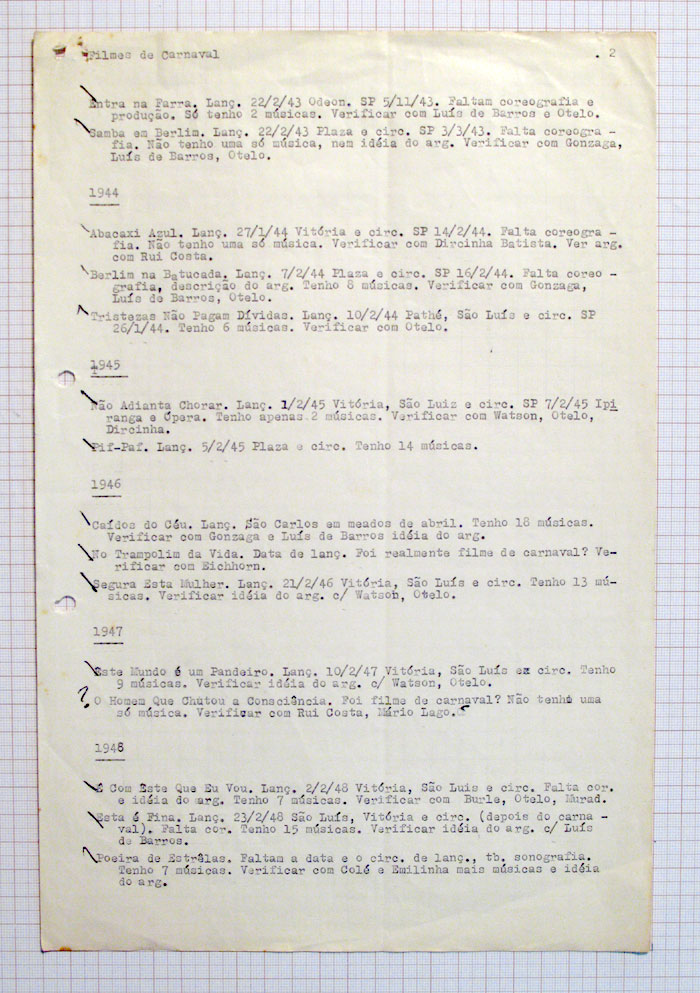 Filmes de Carnaval . 2
Entra na Farra. Lanç. 22/2/43 Odeon. SP 5/11/43. Faltam coreografia e
produção. Só tenho 2 músicas. Verificar com Luís de Barros e Otelo.
Samba em Berlim. Lanç. 22/2/43 Plaza e circ. SP 3/3/43. Falta coreogra -
fia. Não tenho uma só música, nem idéia do arg. Verificar com Gonzaga,
Luís de Barros, Otelo.
1944
Abacaxi Azul. Lanç. 27/1/44 Vitória e circ. SP 14/2/44. Falta coreogra -
fia. Não tenho uma só música. Verificar com Dircinha Batista. Ver arg.
com Rui Costa.
Berlim na Batucada. Lanç. 7/2/44 Plaza e circ. SP 16/2/44. Falta coreo -
grafia, descrição do arg. Tenho 8 músicas. Verificar com Gonzaga,
Luís de Barros, Otelo.
Tristezas Não Pagam Dívidas. Lanç. 10/2/44 Pathé, São Luís e circ. SP
26/1/44. Tenho 6 músicas. Verificar com Otelo.
1945
Não Adianta Chorar. Lanç. 1/2/45 Vitória, São Luiz e circ. SP 7/2/45 Ipi
ranga e Ópera. Tenho apenas 2 músicas. Verificar com Watson, Otelo,
Dircinha.
Pif-Paf. Lanç. 5/2/45 Plaza e circ. Tenho 14 músicas.
1946
Caídos do Céu. Lanç. São Carlos em meados de abril. Tenho 18 músicas.
Verificar com Gonzaga e Luís de Barros idéia do arg.
No Trampolim da Vida. Data de lanç. Foi realmente filme de carnaval? Ve-
rificar com Eichhorn.
Segura Esta Mulher. Lanç. 21/2/46 Vitória, São Luís e circ. Tenho 13 mú-
sicas. Verificar idéia do arg. c/ Watson, Otelo.
1947
Este Mundo é um Pandeiro. Lanç. 10/2/47 Vitória, São Luís e circ. Tenho
9 músicas. Verificar idéia do arg. c/ Watson, Otelo.
? O Homem Que Chutou a Consciência. Foi filme de carnaval? Não tenho uma
só música. Verificar com Rui Costa, Mário Lago.
1948
É Com Este Que Eu Vou. Lanç. 2/2/48 Vitória, São Luis e circ. Falta cor.
e idéia do arg. Tenho 7 músicas. Verificar com Burle, Otelo, Murad.
Esta é Fina. Lanç. 23/2/48 São Luís, Vitória e circ. (depois do carna -
val). Falta cor. Tenho 15 músicas. Verificar idéia do arg. c/ Luís
de Barros.
Poeira de Estrêlas. Faltam a data e o circ. de lanç., tb. sonografia.
Tenho 7 músicas. Verificar com Colé e Emilinha mais músicas e idéia
do arg.